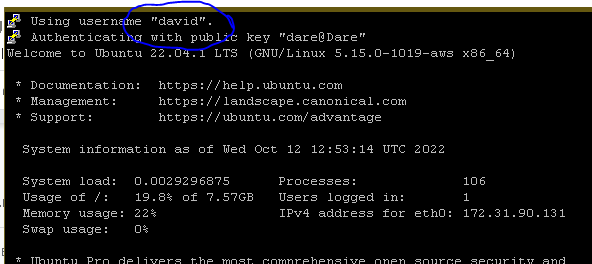 Using username "david".
Authenticating with public key "dare@Dare"
Welcome to Ubuntu 22.04.1 LTS (GNU/Linux 5.15.0-1019-aws x86_64)
* Documentation: https://help.ubuntu.com
* Management: https://landscape.canonical.com
* Support: https://ubuntu.com/advantage
System information as of Wed Oct 12 12:53:14 UTC 2022
System load: 0.0029296875 Processes: 106
Usage of /: 19.8% of 7.57GB Users logged in: 1
Memory usage: 22% IPv4 address for eth0: 172.31.90.131
Swap usage: 0%
* Ubuntu Pro delivers the most comprehensive open source security and